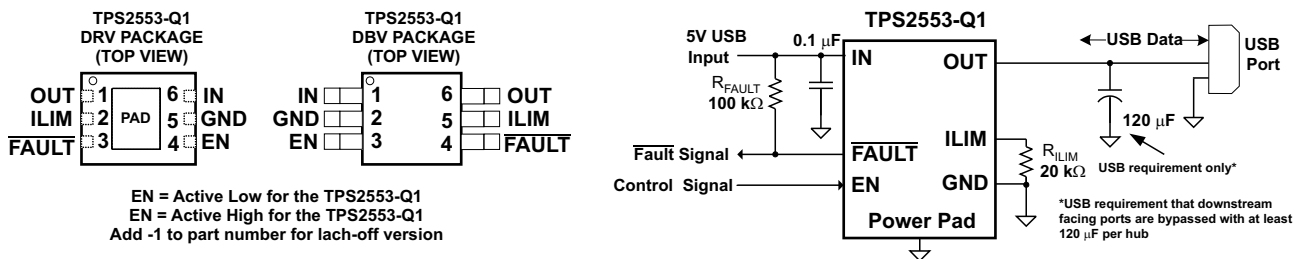 TPS2553-Q1
DRV PACKAGE
(TOP VIEW)
OUT 1 PAD 6 IN
ILIM 2 5 GND
FAULT 3 4 EN
TPS2553-Q1
DBV PACKAGE
(TOP VIEW)
IN 1 6 OUT
GND 2 5 ILIM
EN 3 4 FAULT
EN = Active Low for the TPS2553-Q1
EN = Active High for the TPS2553-Q1
Add -1 to part number for lach-off version
TPS2553-Q1
5V USB
Input
0.1 μF
RFAULT
100 kΩ
IN
OUT
USB Data
USB
Port
120 μF
USB requirement only*
ILIM
RILIM
20 kΩ
Fault Signal
FAULT
Control Signal
EN
GND
Power Pad
*USB requirement that downstream
facing ports are bypassed with at least
120 μF per hub